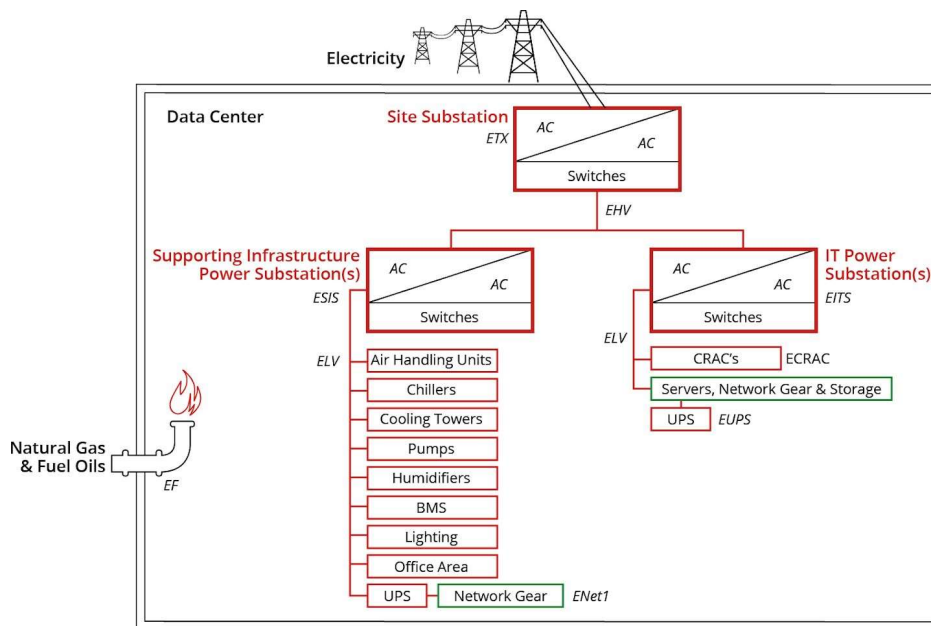 Electricity
Data Center
Site Substation
ETX
AC
AC
Switches
EHV
Supporting Infrastructure
Power Substation(s)
ESIS
AC
AC
Switches
IT Power
Substation(s)
EITS
AC
AC
Switches
ELV
Air Handling Units
Chillers
Cooling Towers
Pumps
Humidifiers
BMS
Lighting
Office Area
UPS
Network Gear
ENet1
ELV
CRAC's
ECRAC
Servers, Network Gear & Storage
UPS
EUPS
Natural Gas
& Fuel Oils
EF